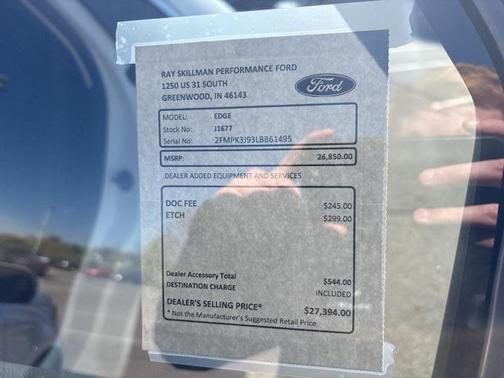 RAY SKILLMAN PERFORMANCE FORD
1250 US 31 SOUTH
GREENWOOD, IN 46143
Ford
MODEL: EDGE
Stock No: J1677
Serial No: 2FMPK3J93LBB61495
MSRP: 26,850.00
DEALER ADDED EQUIPMENT AND SERVICES
DOC FEE $245.00
ETCH $299.00
Dealer Accessory Total $544.00
DESTINATION CHARGE INCLUDED
DEALER'S SELLING PRICE* $27,394.00
* Not the Manufacturer's Suggested Retail Price